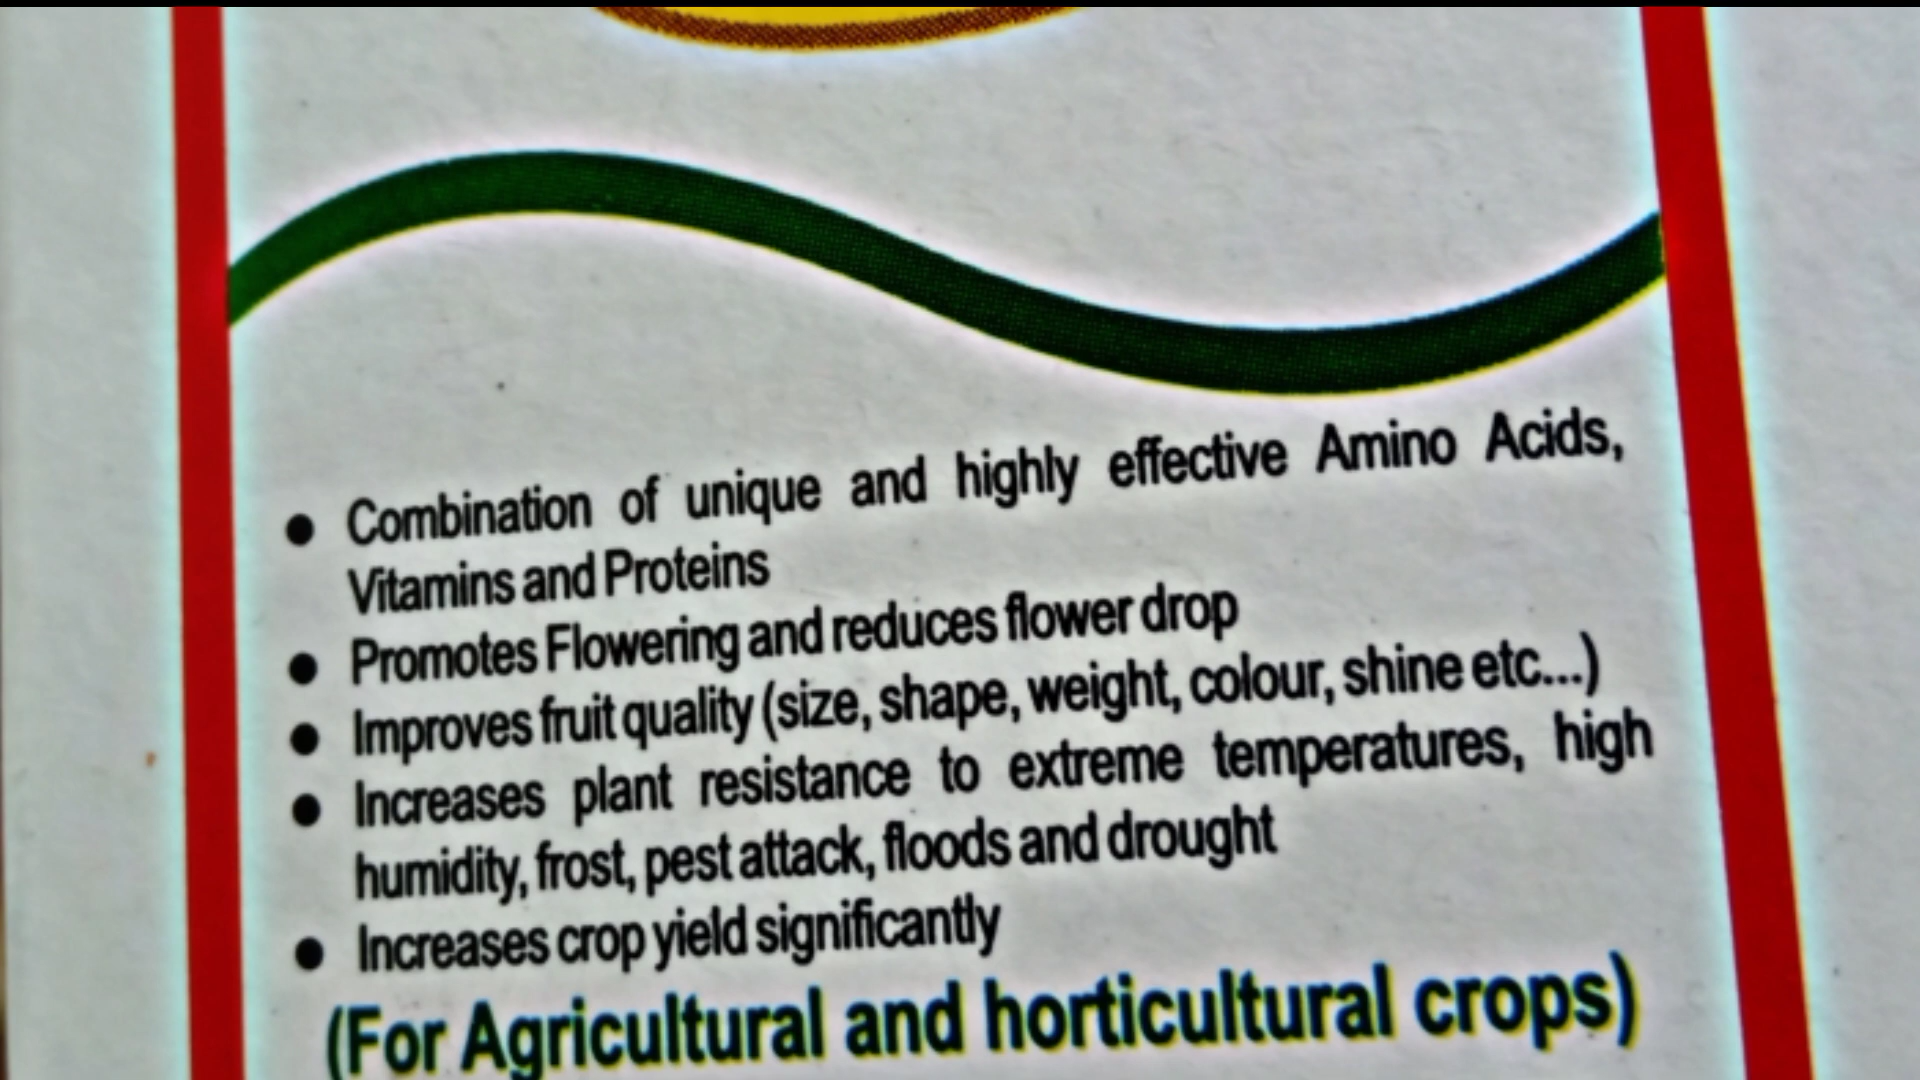 ● Combination of unique and highly effective Amino Acids,
Vitamins and Proteins
● Promotes Flowering and reduces flower drop
● Improves fruit quality (size, shape, weight, colour, shine etc...)
● Increases plant resistance to extreme temperatures, high
humidity, frost, pest attack, floods and drought
● Increases crop yield significantly
(For Agricultural and horticultural crops)